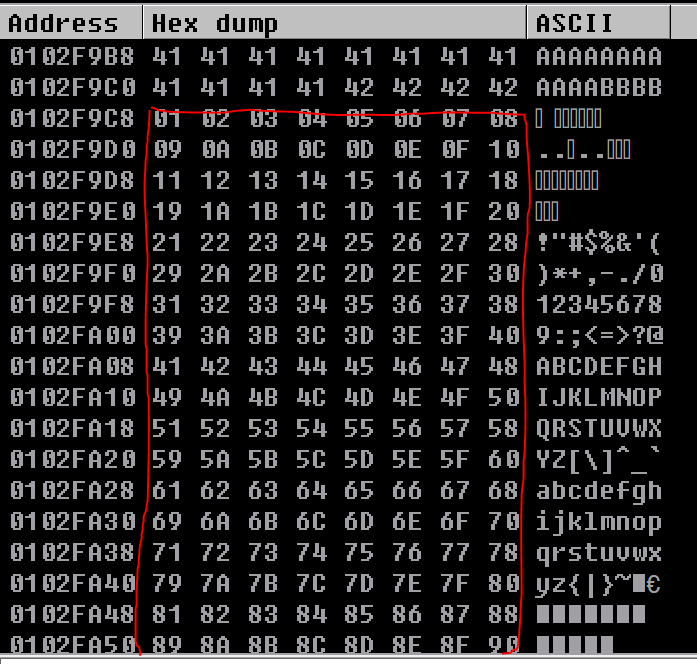 Address Hex dump ASCII
0102F9B8 41 41 41 41 41 41 41 41 AAAAAAAA
0102F9C0 41 41 41 41 42 42 42 42 AAAABBBB
0102F9C8 01 02 03 04 05 06 07 08
0102F9D0 09 0A 0B 0C 0D 0E 0F 10 ..▯..▯▯▯
0102F9D8 11 12 13 14 15 16 17 18 ▯▯▯▯▯▯▯▯
0102F9E0 19 1A 1B 1C 1D 1E 1F 20 ▯▯▯
0102F9E8 21 22 23 24 25 26 27 28 !"#$%&'(
0102F9F0 29 2A 2B 2C 2D 2E 2F 30 )*+,-./0
0102F9F8 31 32 33 34 35 36 37 38 12345678
0102FA00 39 3A 3B 3C 3D 3E 3F 40 9:;<=>?@
0102FA08 41 42 43 44 45 46 47 48 ABCDEFGH
0102FA10 49 4A 4B 4C 4D 4E 4F 50 IJKLMNOP
0102FA18 51 52 53 54 55 56 57 58 QRSTUVWX
0102FA20 59 5A 5B 5C 5D 5E 5F 60 YZ[\]^_`
0102FA28 61 62 63 64 65 66 67 68 abcdefgh
0102FA30 69 6A 6B 6C 6D 6E 6F 70 ijklmnop
0102FA38 71 72 73 74 75 76 77 78 qrstuvwx
0102FA40 79 7A 7B 7C 7D 7E 7F 80 yz{|}~■€
0102FA48 81 82 83 84 85 86 87 88 ■■■■■■■
0102FA50 89 8A 8B 8C 8D 8E 8F 90 ■■■■■